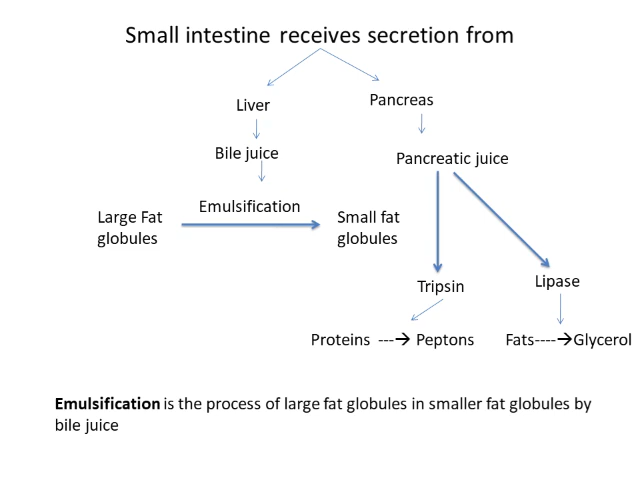 Small intestine receives secretion from
Liver
Pancreas
Bile juice
Pancreatic juice
Emulsification
Large Fat
globules
Small fat
globules
Tripsin
Lipase
Proteins ---→ Peptons
Fats----→Glycerol
Emulsification is the process of large fat globules in smaller fat globules by
bile juice